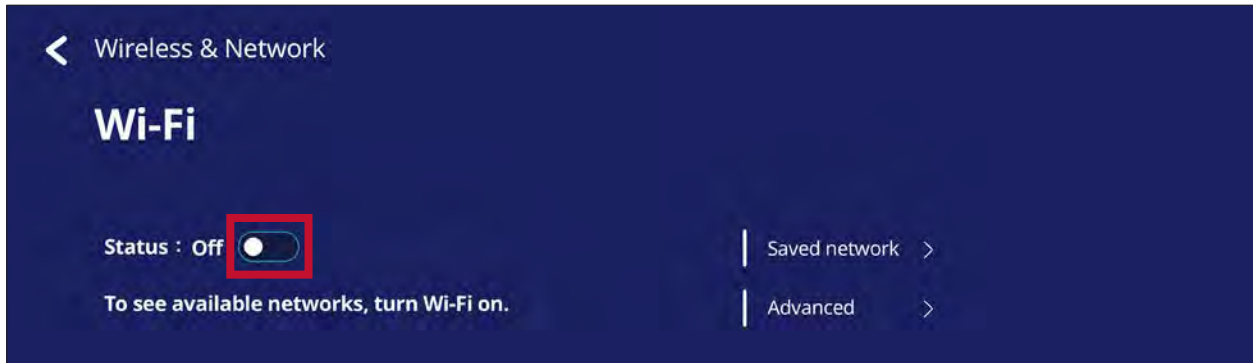 Wireless & Network
Wi-Fi
Status : Off
Saved network
To see available networks, turn Wi-Fi on.
Advanced